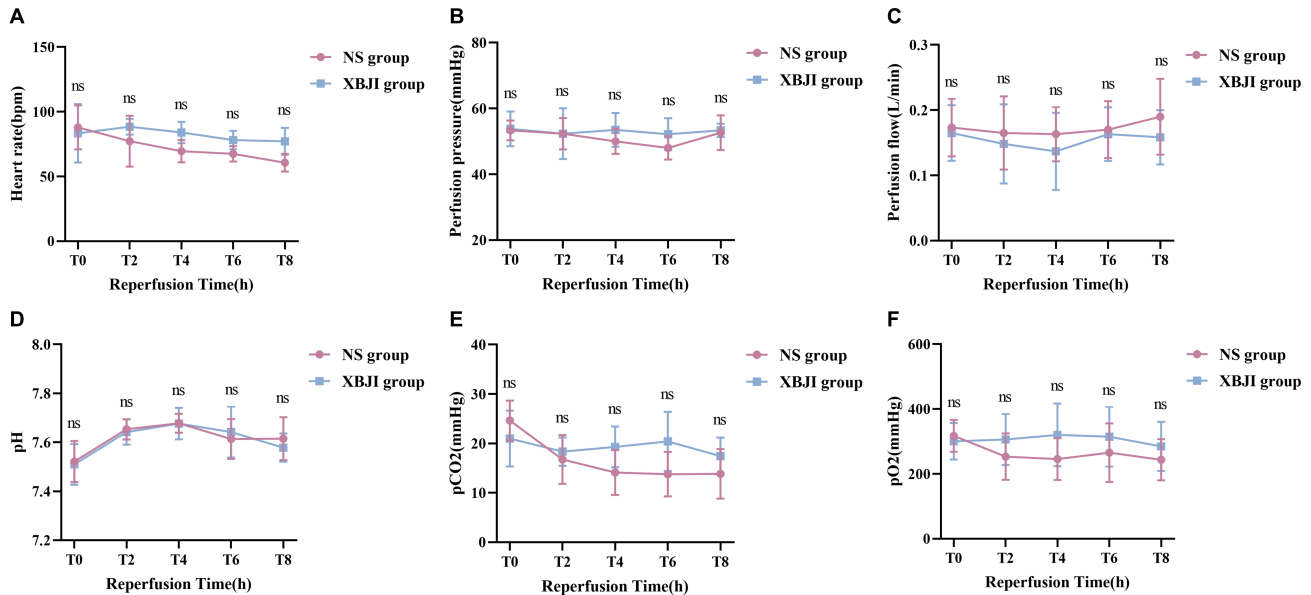 A
Heart rate(bpm)
150
100
50
0
ns
ns
ns
ns
ns
T0 T2 T4 T6 T8
Reperfusion Time(h)
NS group
XBJI group
B
Perfusion pressure(mmHg)
80
60
40
20
ns
ns
ns
ns
ns
T0 T2 T4 T6 T8
Reperfusion Time(h)
NS group
XBJI group
C
Perfusion flow(L/min)
0.3
0.2
0.1
0.0
ns
ns
ns
ns
ns
T0 T2 T4 T6 T8
Reperfusion Time(h)
NS group
XBJI group
D
pH
8.0
7.8
7.6
7.4
7.2
ns
ns
ns
ns
ns
T0 T2 T4 T6 T8
Reperfusion Time(h)
NS group
XBJI group
E
pCO2(mmHg)
40
30
20
10
0
ns
ns
ns
ns
ns
T0 T2 T4 T6 T8
Reperfusion Time(h)
NS group
XBJI group
F
pO2(mmHg)
600
400
200
0
ns
ns
ns
ns
ns
T0 T2 T4 T6 T8
Reperfusion Time(h)
NS group
XBJI group